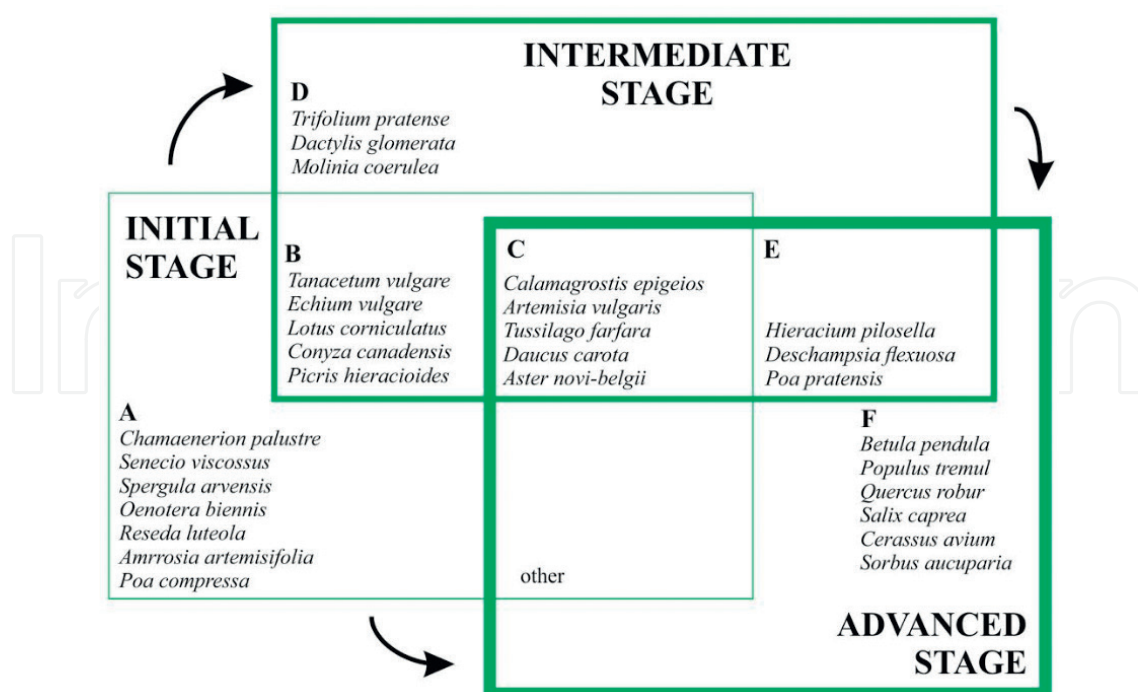 INTERMEDIATE
STAGE
D
Trifolium pratense
Dactylis glomerata
Molinia coerulea
INITIAL
STAGE
B
Tanacetum vulgare
Echium vulgare
Lotus corniculatus
Conyza canadensis
Picris hieracioides
C
Calamagrostis epigeios
Artemisia vulgaris
Tussilago farfara
Daucus carota
Aster novi-belgii
E
Hieracium pilosella
Deschampsia flexuosa
Poa pratensis
A
Chamaenerion palustre
Senecio viscossus
Spergula arvensis
Oenotera biennis
Reseda luteola
Amrrosia artemisifolia
Poa compressa
F
Betula pendula
Populus tremul
Quercus robur
Salix caprea
Cerassus avium
Sorbus aucuparia
other
ADVANCED
STAGE